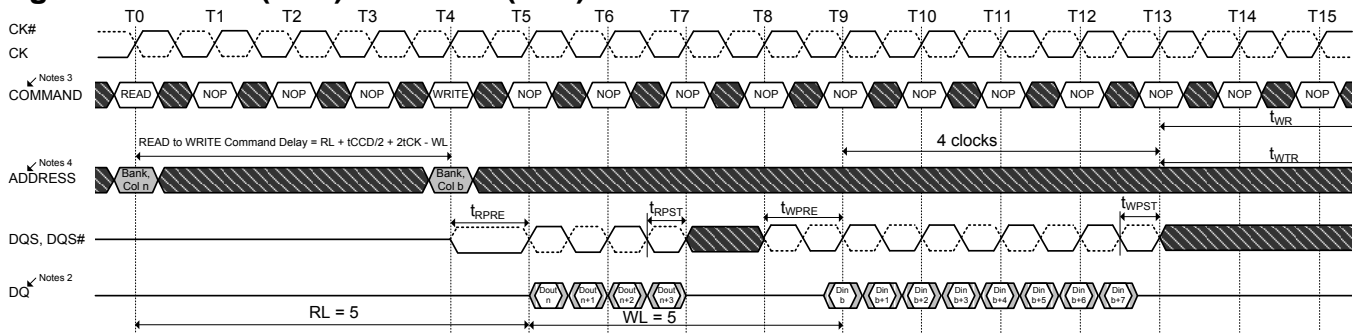 T0 T1 T2 T3 T4 T5 T6 T7 T8 T9 T10 T11 T12 T13 T14 T15
CK#
CK
Notes 3
COMMAND READ NOP NOP NOP WRITE NOP NOP NOP NOP NOP NOP NOP NOP NOP NOP NOP
READ to WRITE Command Delay = RL + tCCD/2 + 2tCK - WL
4 clocks
tWR
tWTR
Notes 4
ADDRESS
Bank, Col n
Bank, Col b
tRPRE tRPST tWPRE tWPST
DQS, DQS#
Notes 2
DQ
Dout n
Dout n+1
Dout n+2
Dout n+3
Din b
Din b+1
Din b+2
Din b+3
Din b+4
Din b+5
Din b+6
Din b+7
RL = 5 WL = 5